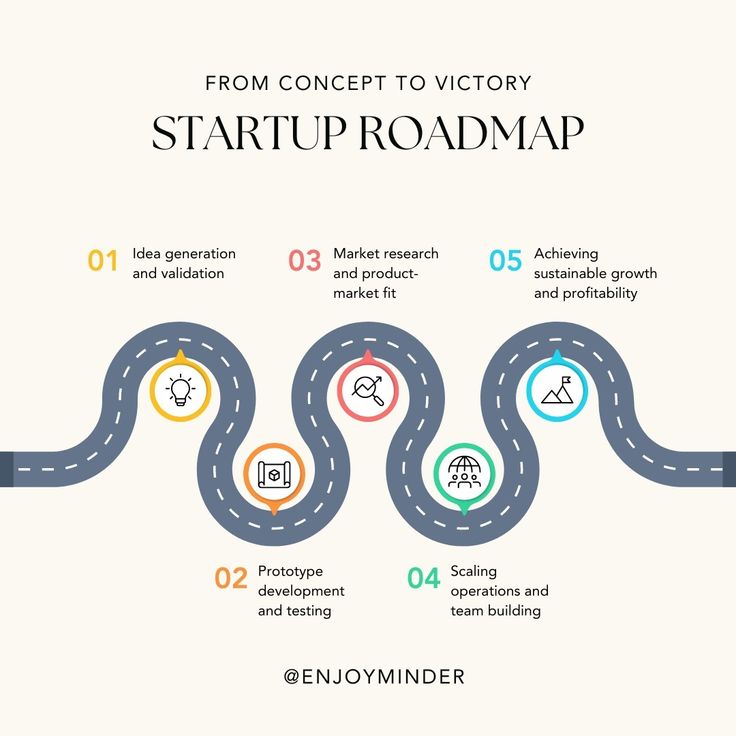 FROM CONCEPT TO VICTORY
STARTUP ROADMAP
01
Idea generation
and validation
03
Market research
and product-
market fit
05
Achieving
sustainable growth
and profitability
02
Prototype
development
and testing
04
Scaling
operations and
team building
@ENJOYMINDER